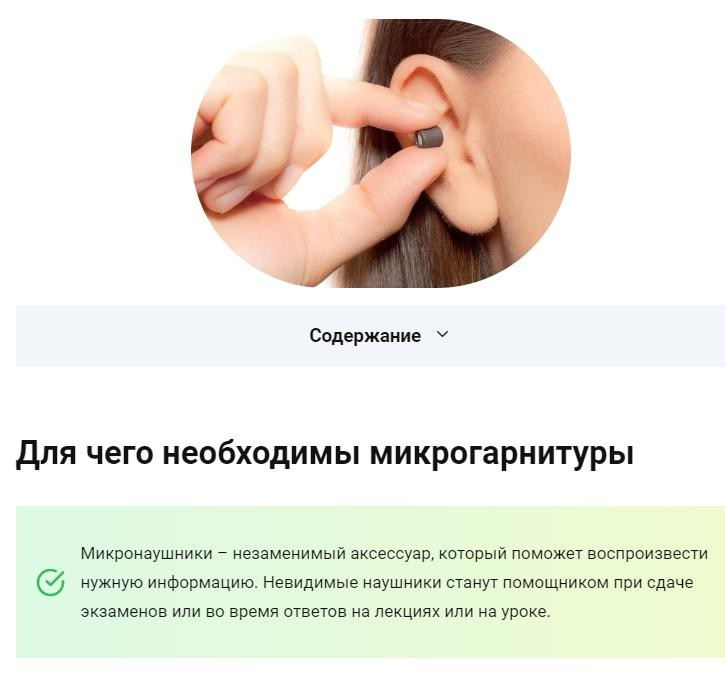 Содержание
Для чего необходимы микрогарнитуры
Микронаушники – незаменимый аксессуар, который поможет воспроизвести
нужную информацию. Невидимые наушники станут помощником при сдаче
экзаменов или во время ответов на лекциях или на уроке.